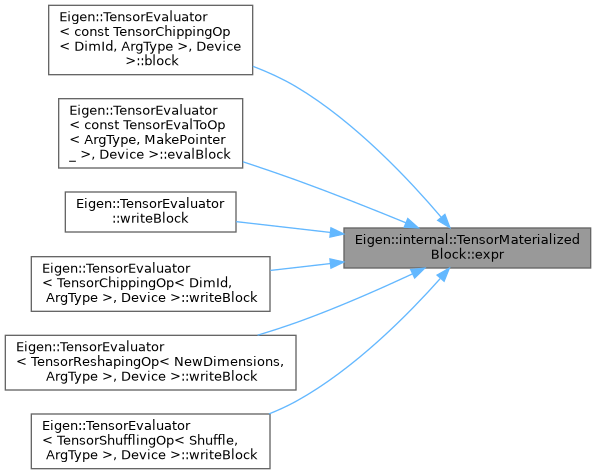 Eigen::TensorEvaluator
< const TensorChippingOp
< DimId, ArgType >, Device
>::block
Eigen::TensorEvaluator
< const TensorEvalToOp
< ArgType, MakePointer
_ >, Device >::evalBlock
Eigen::TensorEvaluator
::writeBlock
Eigen::internal::TensorMaterialized
Block::expr
Eigen::TensorEvaluator
< TensorChippingOp< DimId,
ArgType >, Device >::writeBlock
Eigen::TensorEvaluator
< TensorReshapingOp< NewDimensions,
ArgType >, Device >::writeBlock
Eigen::TensorEvaluator
< TensorShufflingOp< Shuffle,
ArgType >, Device >::writeBlock